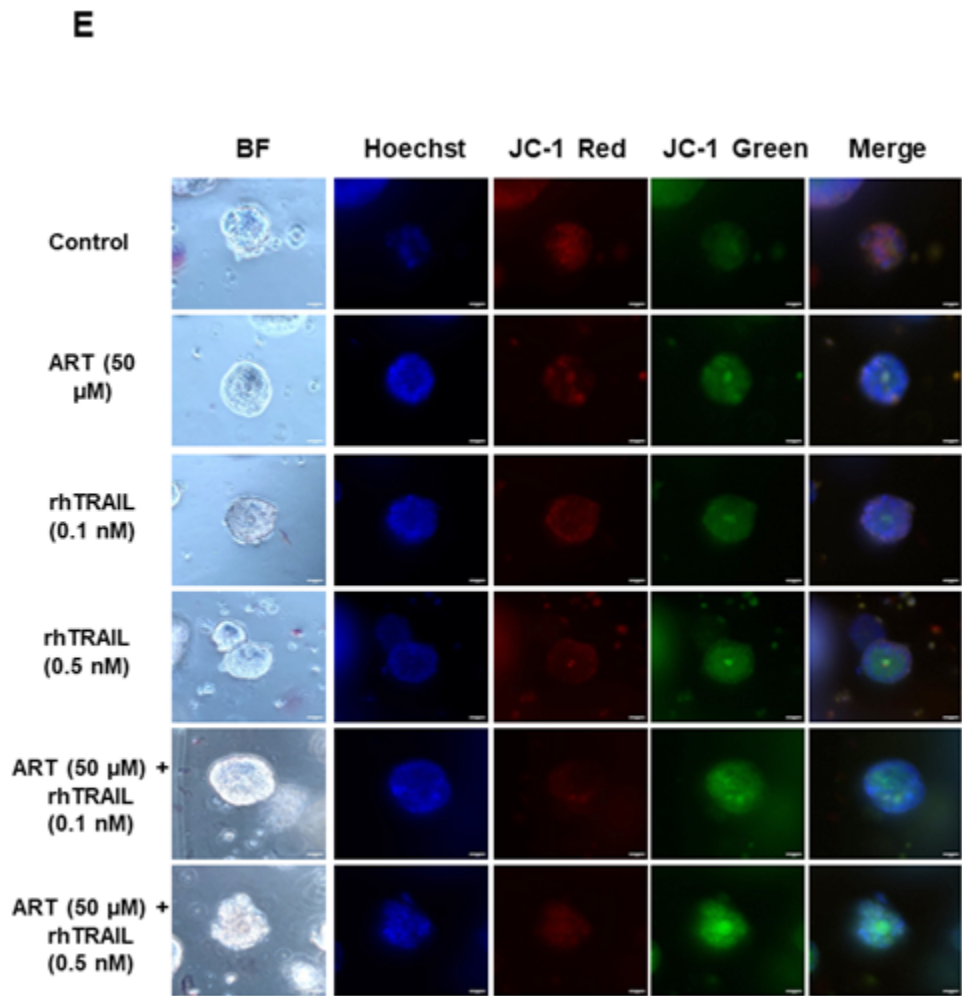 E
BF Hoechst JC-1 Red JC-1 Green Merge
Control
ART (50
µM)
rhTRAIL
(0.1 nM)
rhTRAIL
(0.5 nM)
ART (50 µM) +
rhTRAIL
(0.1 nM)
ART (50 µM) +
rhTRAIL
(0.5 nM)